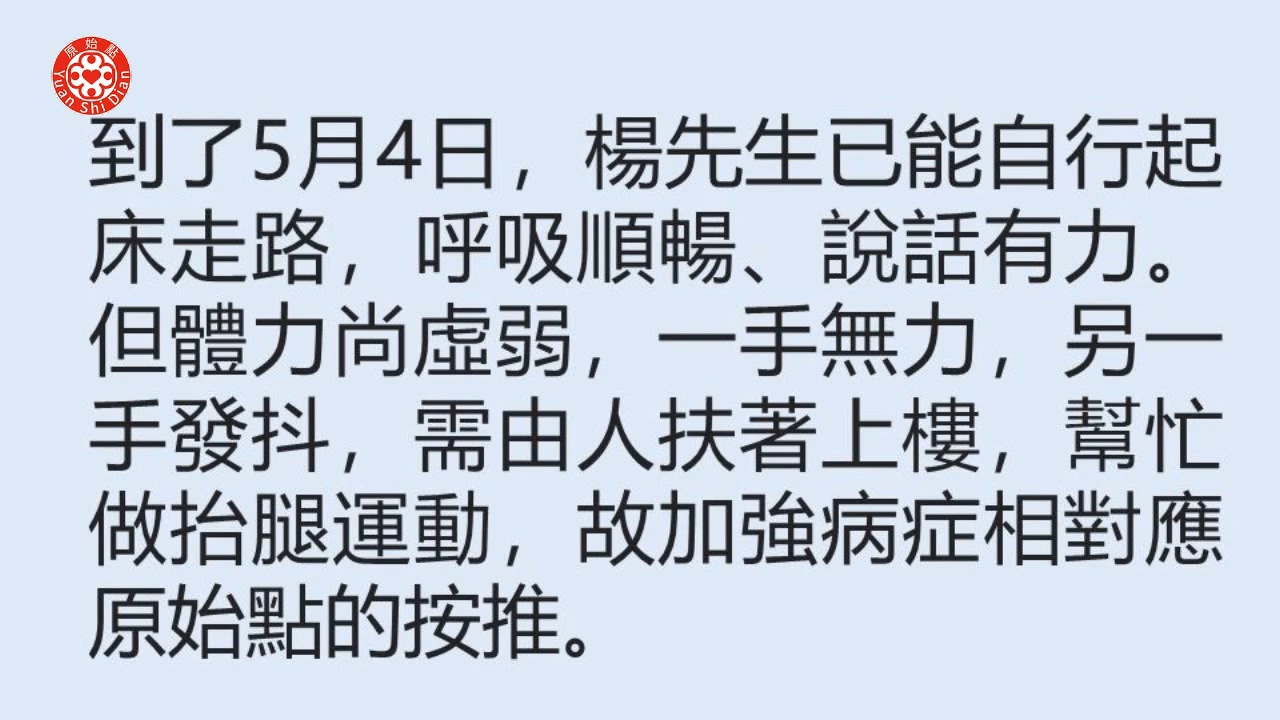 原始點
Yuan Shi Dian
到了5月4日，楊先生已能自行起
床走路，呼吸順暢、說話有力。
但體力尚虛弱，一手無力，另一
手發抖，需由人扶著上樓，幫忙
做抬腿運動，故加強病症相對應
原始點的按推。